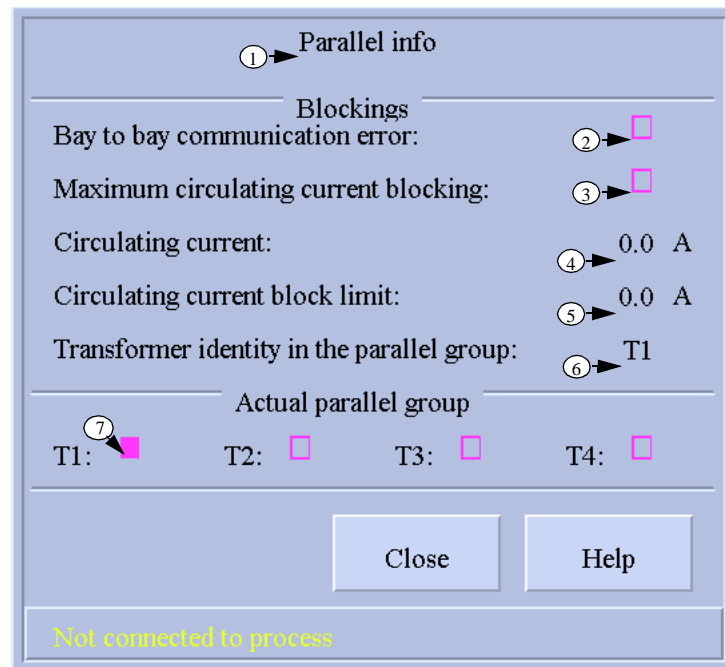 1 Parallel info
Blockings
Bay to bay communication error: 2
Maximum circulating current blocking: 3
Circulating current: 4 0.0 A
Circulating current block limit: 5 0.0 A
Transformer identity in the parallel group: 6 T1
Actual parallel group
7
T1: T2: T3: T4:
Close Help
Not connected to process